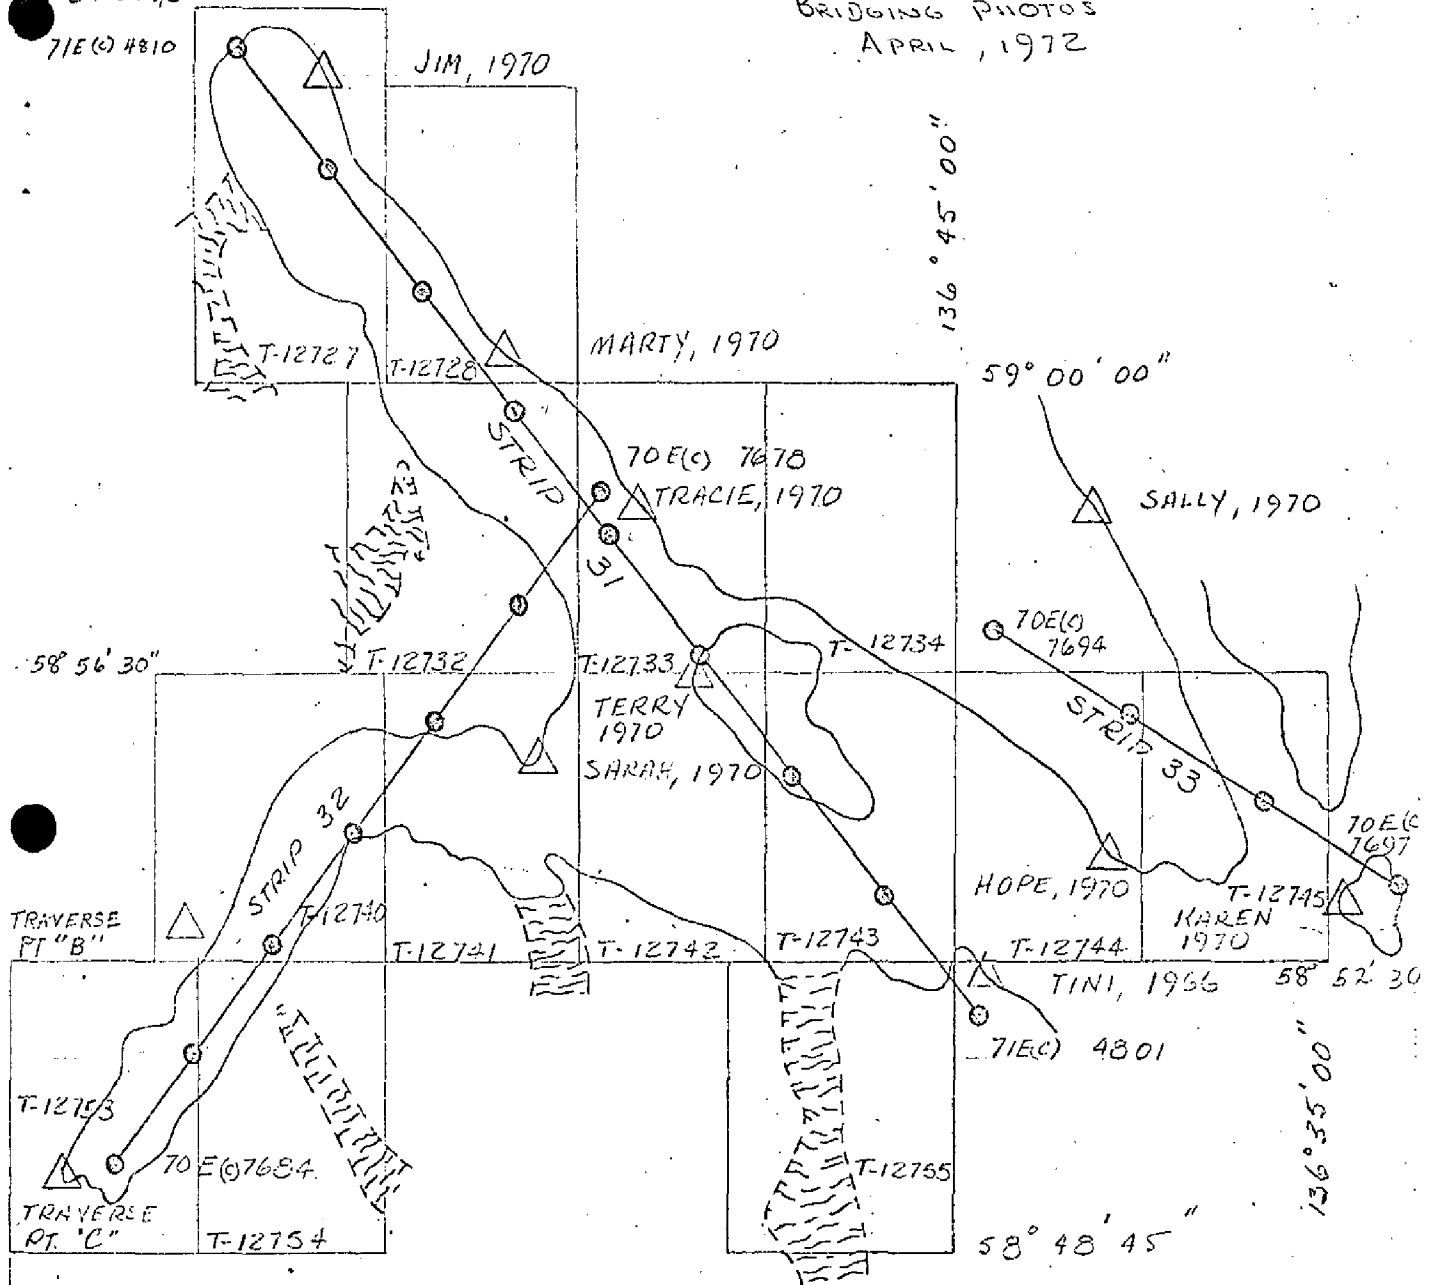 BRIDGING PHOTOS
APRIL, 1972
71E(C) 4810
JIM, 1970
136° 45' 00"
T-12727
T-12728
MARTY, 1970
59° 00' 00"
STRIP 31
70 E(C) 7678
TRACIE, 1970
SALLY, 1970
70E(C)
7694
58 56' 30"
T-12732
T-12733
T-12734
TERRY
1970
STRIP 33
SARAH, 1970
STRIP 32
70 E(C
7697
HOPE, 1970
T-12745
KAREN
1970
TRAVERSE
PT "B"
T-12740
T-12741
T-12742
T-12743
T-12744
TINI, 1966
58° 52' 30
71E(C) 4801
T-12753
70 E(C) 7684
136° 35' 00"
T-12755
TRAVERSE
PT. "C"
T-12754
58° 48' 45"